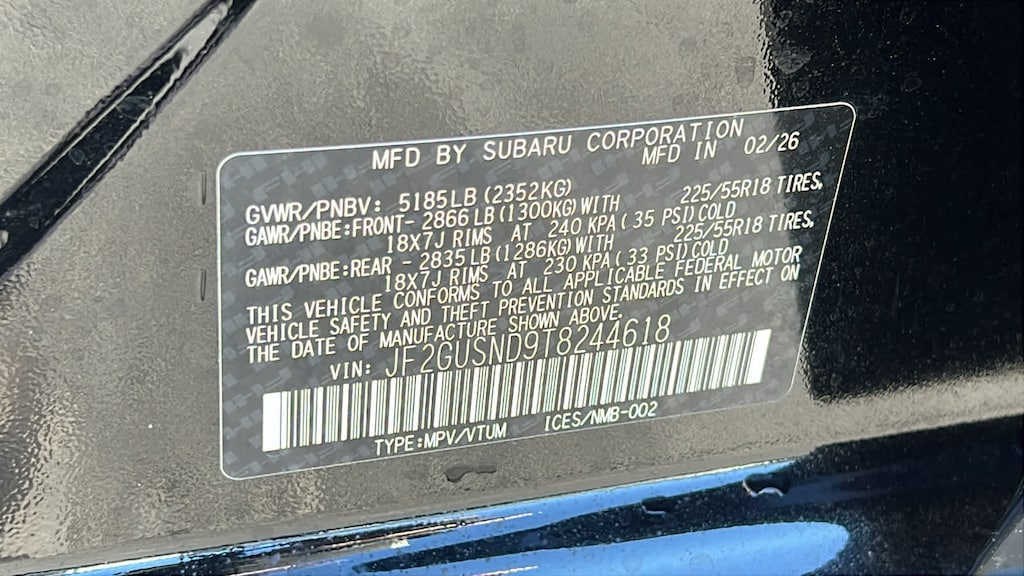 MFD BY SUBARU CORPORATION
MFD IN 02/26
GVWR/PNBV: 5185LB (2352KG)
GAWR/PNBE:FRONT- 2866 LB (1300KG) WITH 225/55R18 TIRES,
18X7J RIMS AT 240 KPA ( 35 PSI) COLD
GAWR/PNBE:REAR - 2835 LB (1286KG) WITH 225/55R18 TIRES,
18X7J RIMS AT 230 KPA ( 33 PSI) COLD
THIS VEHICLE CONFORMS TO ALL APPLICABLE FEDERAL MOTOR
VEHICLE SAFETY AND THEFT PREVENTION STANDARDS IN EFFECT ON
THE DATE OF MANUFACTURE SHOWN ABOVE.
VIN: JF2GUSND9T8244618
TYPE:MPV/VTUM ICES/NMB-002